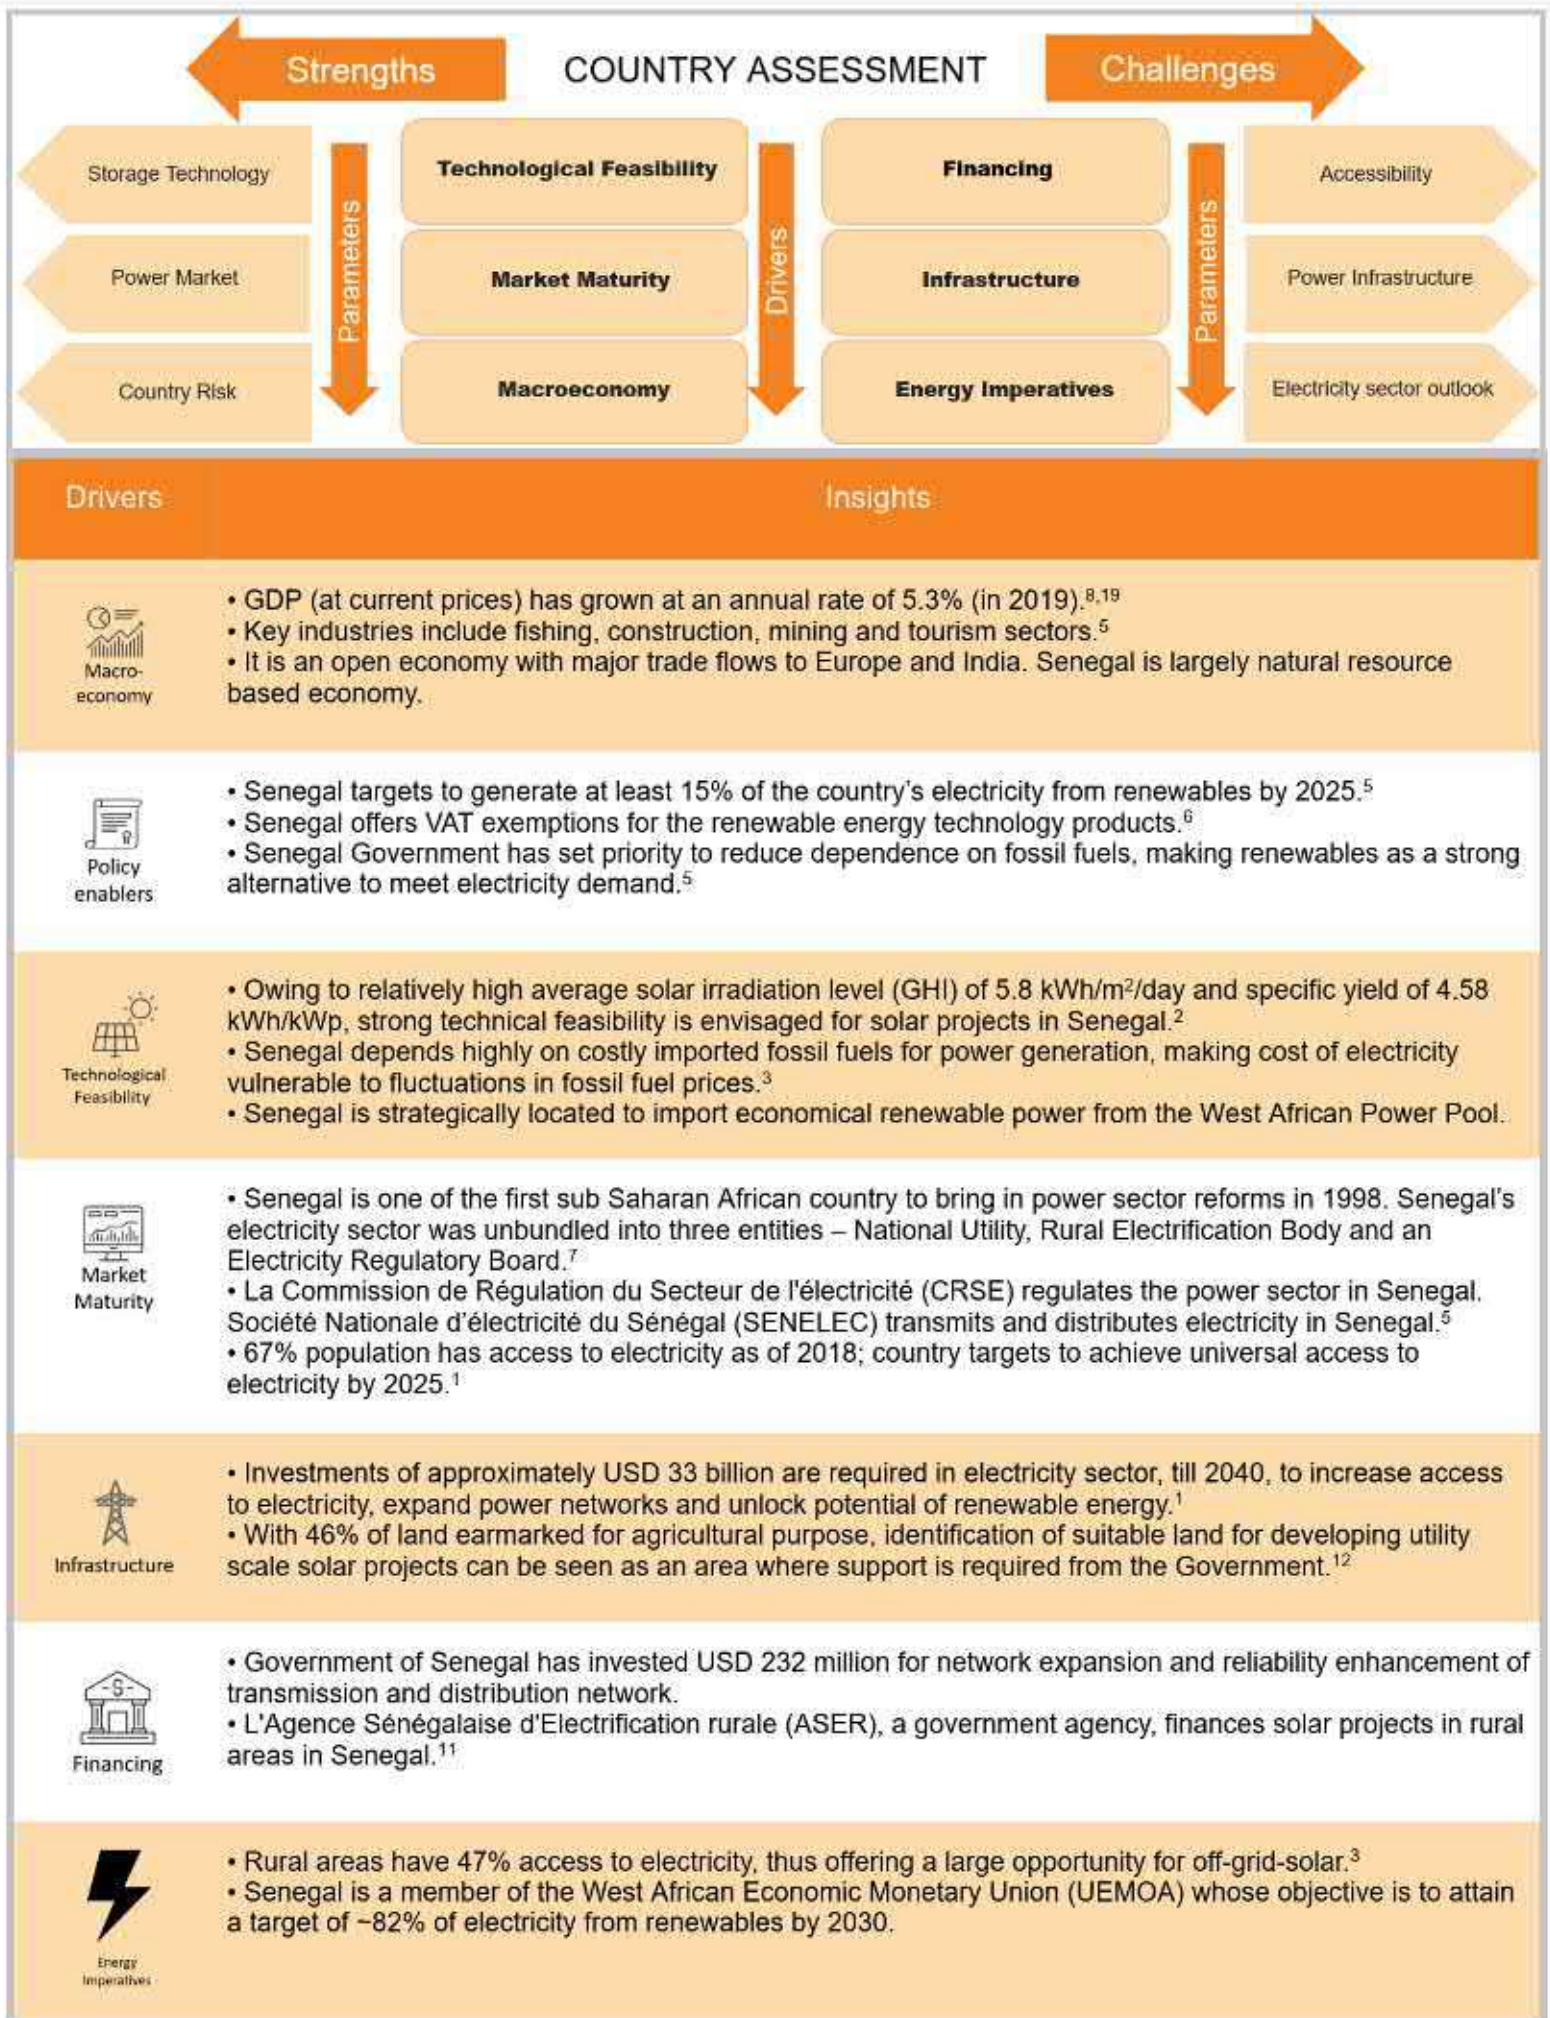 Strengths
COUNTRY ASSESSMENT
Challenges
Storage Technology
Technological Feasibility
Financing
Accessibility
Parameters
Drivers
Parameters
Power Market
Market Maturity
Infrastructure
Power Infrastructure
Country Risk
Macroeconomy
Energy Imperatives
Electricity sector outlook
Drivers
Insights
Macro-
economy
• GDP (at current prices) has grown at an annual rate of 5.3% (in 2019).⁸,¹⁹
• Key industries include fishing, construction, mining and tourism sectors.⁵
• It is an open economy with major trade flows to Europe and India. Senegal is largely natural resource
based economy.
Policy
enablers
• Senegal targets to generate at least 15% of the country's electricity from renewables by 2025.⁵
• Senegal offers VAT exemptions for the renewable energy technology products.⁶
• Senegal Government has set priority to reduce dependence on fossil fuels, making renewables as a strong
alternative to meet electricity demand.⁵
Technological
Feasibility
• Owing to relatively high average solar irradiation level (GHI) of 5.8 kWh/m²/day and specific yield of 4.58
kWh/kWp, strong technical feasibility is envisaged for solar projects in Senegal.²
• Senegal depends highly on costly imported fossil fuels for power generation, making cost of electricity
vulnerable to fluctuations in fossil fuel prices.³
• Senegal is strategically located to import economical renewable power from the West African Power Pool.
Market
Maturity
• Senegal is one of the first sub Saharan African country to bring in power sector reforms in 1998. Senegal's
electricity sector was unbundled into three entities – National Utility, Rural Electrification Body and an
Electricity Regulatory Board.⁷
• La Commission de Régulation du Secteur de l'électricité (CRSE) regulates the power sector in Senegal.
Société Nationale d'électricité du Sénégal (SENELEC) transmits and distributes electricity in Senegal.⁵
• 67% population has access to electricity as of 2018; country targets to achieve universal access to
electricity by 2025.¹
Infrastructure
• Investments of approximately USD 33 billion are required in electricity sector, till 2040, to increase access
to electricity, expand power networks and unlock potential of renewable energy.¹
• With 46% of land earmarked for agricultural purpose, identification of suitable land for developing utility
scale solar projects can be seen as an area where support is required from the Government.¹²
-S-
Financing
• Government of Senegal has invested USD 232 million for network expansion and reliability enhancement of
transmission and distribution network.
• L'Agence Sénégalaise d'Electrification rurale (ASER), a government agency, finances solar projects in rural
areas in Senegal.¹¹
Energy
Imperatives
• Rural areas have 47% access to electricity, thus offering a large opportunity for off-grid-solar.³
• Senegal is a member of the West African Economic Monetary Union (UEMOA) whose objective is to attain
a target of ~82% of electricity from renewables by 2030.